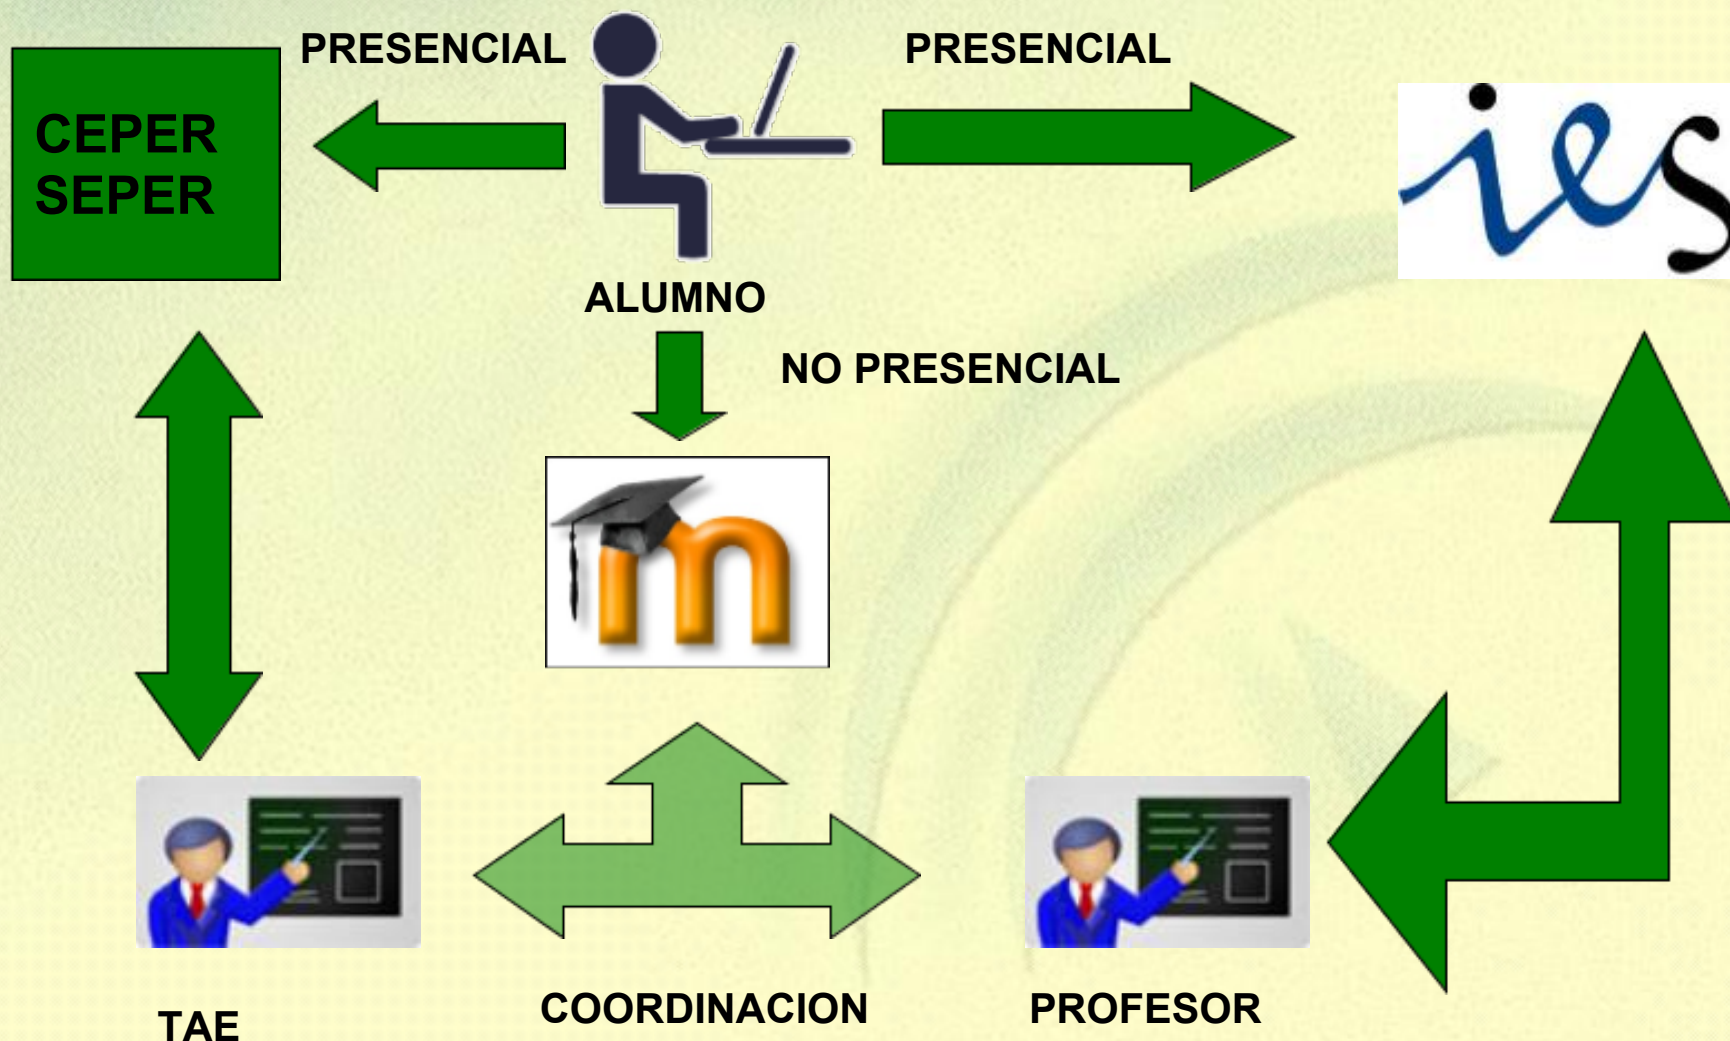 PRESENCIAL
PRESENCIAL
CEPER
SEPER
ies
ALUMNO
NO PRESENCIAL
m
TAE
COORDINACION
PROFESOR